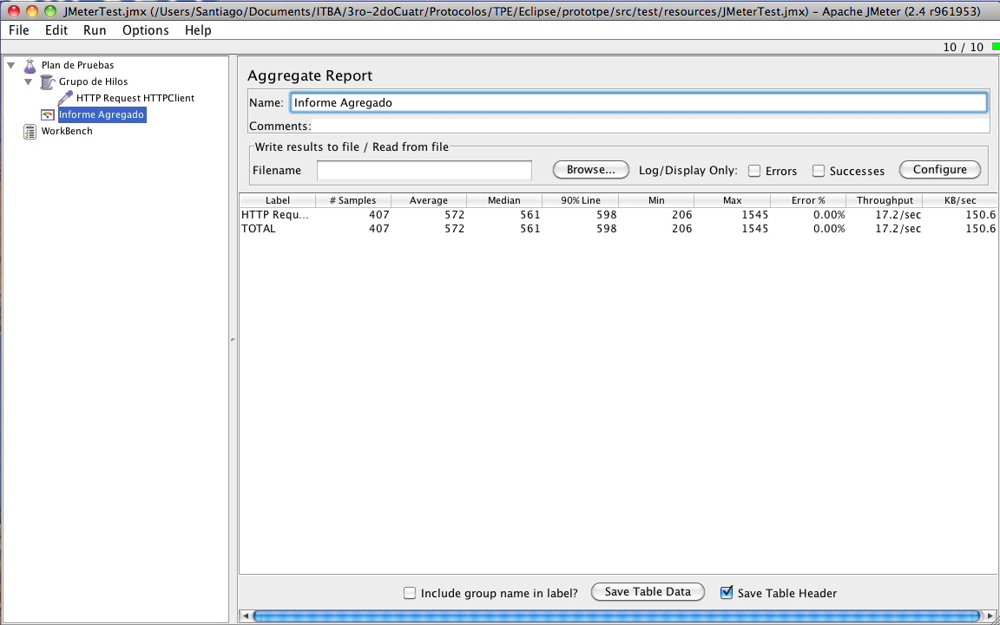 JMeterTest.jmx (/Users/Santiago/Documents/ITBA/3ro-2doCuatr/Protocolos/TPE/Eclipse/prototpe/src/test/resources/JMeterTest.jmx) – Apache JMeter (2.4 r961953)
File Edit Run Options Help
10 / 10
Plan de Pruebas
Grupo de Hilos
HTTP Request HTTPClient
Informe Agregado
WorkBench
Aggregate Report
Name: Informe Agregado
Comments:
Write results to file / Read from file
Filename Browse... Log/Display Only: Errors Successes Configure
Label # Samples Average Median 90% Line Min Max Error % Throughput KB/sec
HTTP Requ... 407 572 561 598 206 1545 0.00% 17.2/sec 150.6
TOTAL 407 572 561 598 206 1545 0.00% 17.2/sec 150.6
Include group name in label? Save Table Data Save Table Header